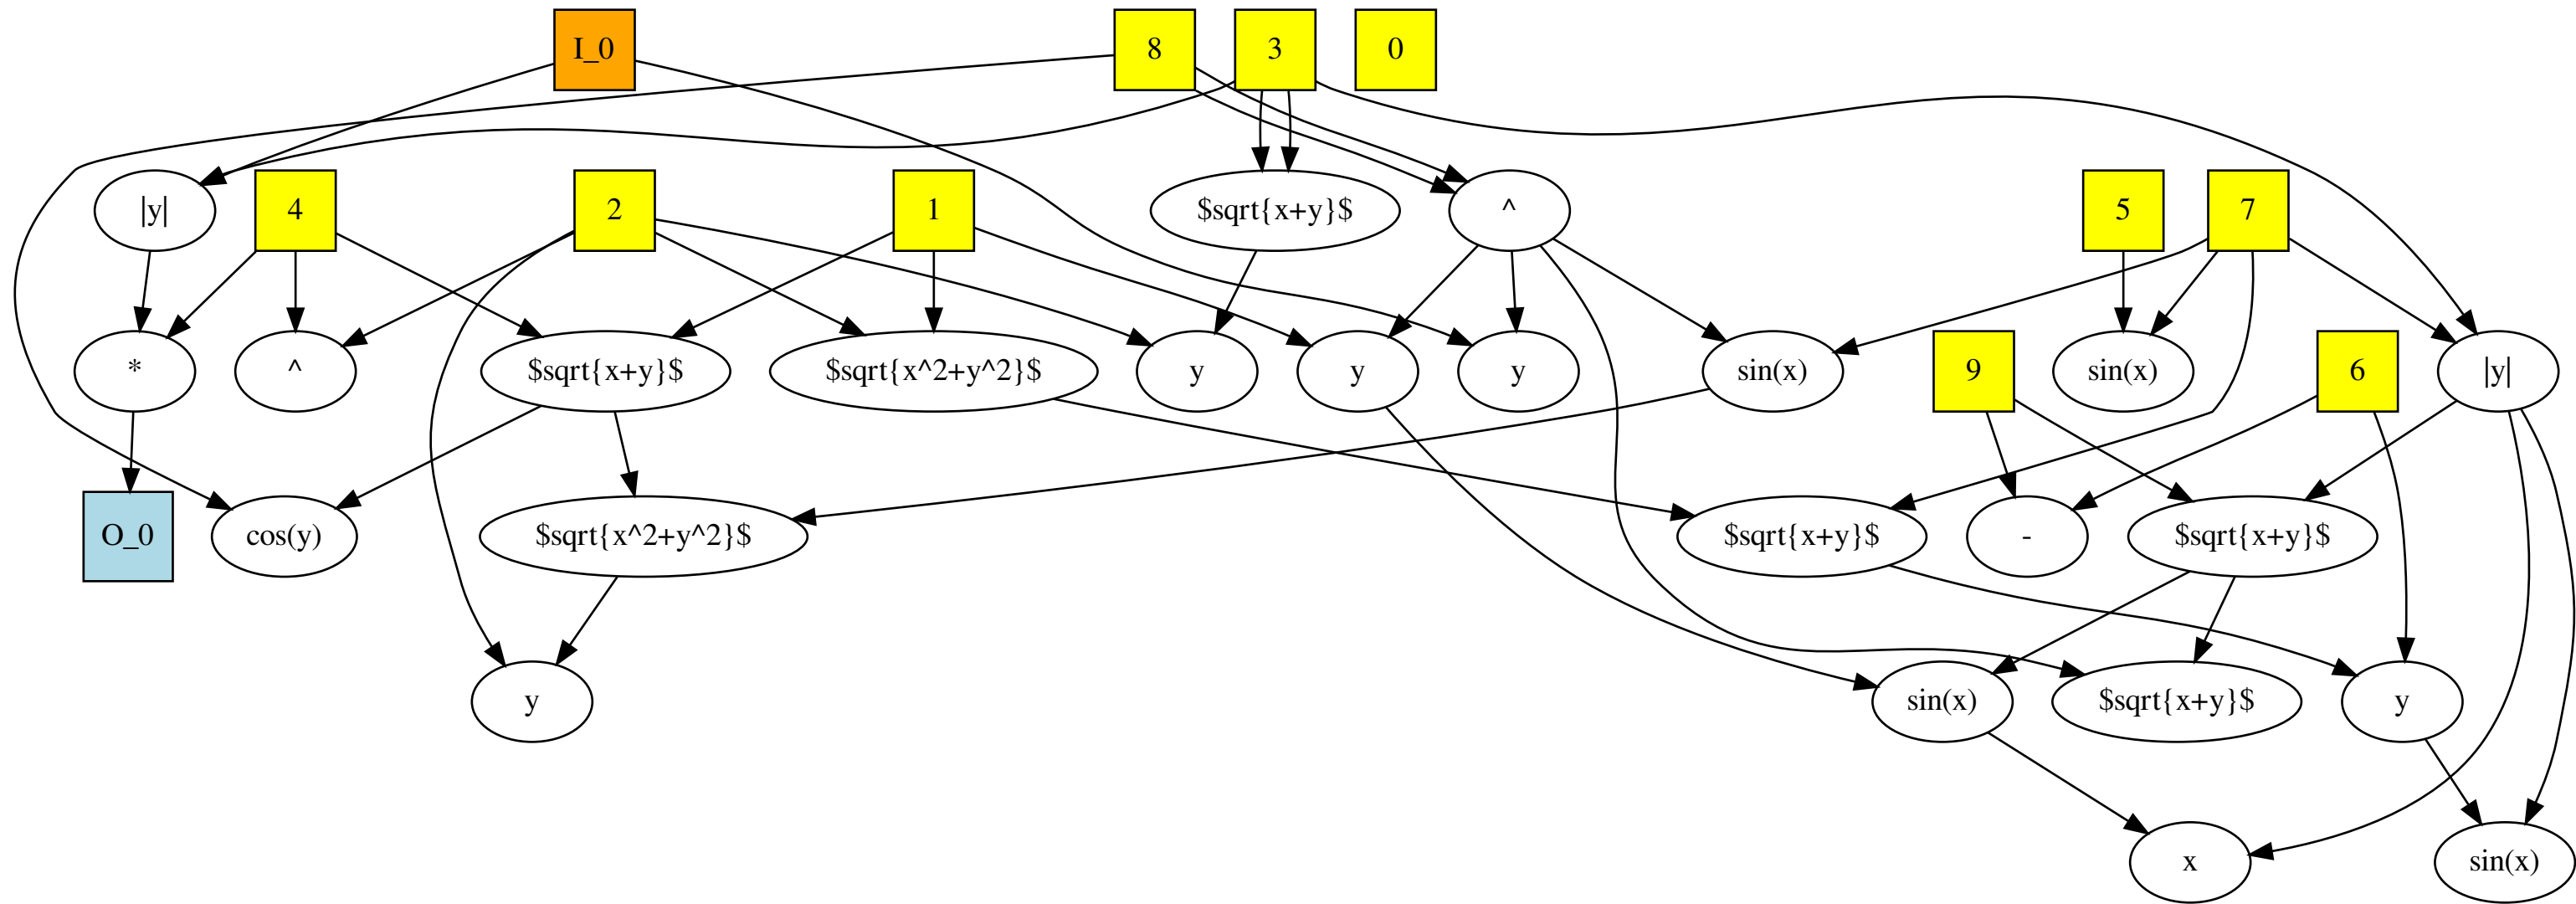 I_0
8
3
0
|y|
4
2
1
$sqrt{x+y}$
^
5
7
*
^
$sqrt{x+y}$
$sqrt{x^2+y^2}$
y
y
y
sin(x)
9
sin(x)
6
|y|
O_0
cos(y)
$sqrt{x^2+y^2}$
$sqrt{x+y}$
-
$sqrt{x+y}$
y
sin(x)
$sqrt{x+y}$
y
x
sin(x)